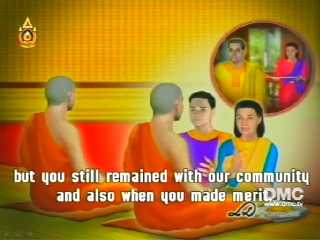 but you still remained with our community
and also when you made merit,
DMC
www.dmc.tv